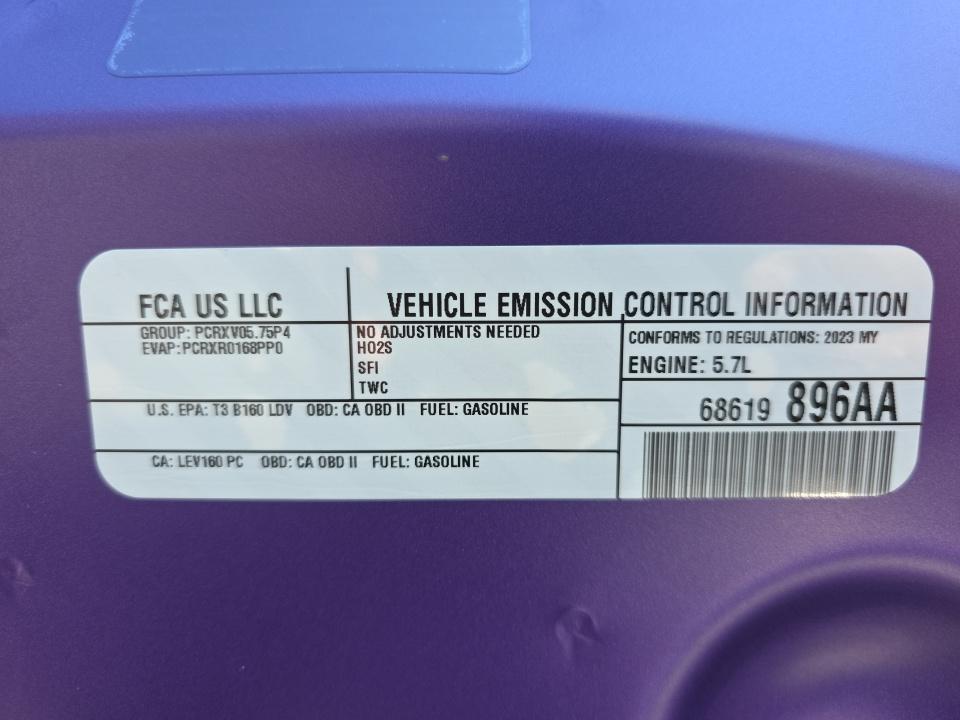 FCA US LLC
VEHICLE EMISSION CONTROL INFORMATION
GROUP: PCRXV05.75P4
EVAP: PCRXR0168PP0
NO ADJUSTMENTS NEEDED
HO2S
SFI
TWC
CONFORMS TO REGULATIONS: 2023 MY
ENGINE: 5.7L
68619 896AA
U.S. EPA: T3 B160 LDV OBD: CA OBD II FUEL: GASOLINE
CA: LEV160 PC OBD: CA OBD II FUEL: GASOLINE